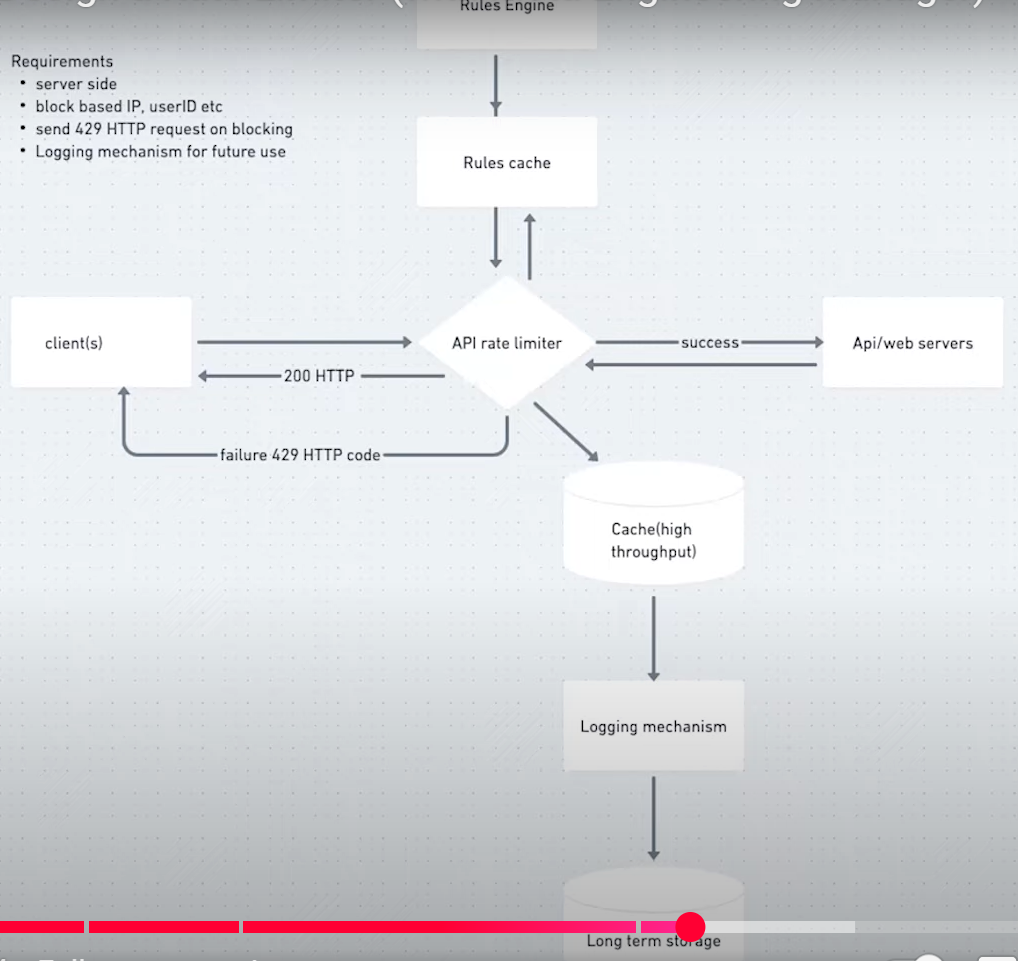 Rules Engine
Requirements
• server side
• block based IP, userID etc
• send 429 HTTP request on blocking
• Logging mechanism for future use
Rules cache
client(s)
API rate limiter
success
Api/web servers
200 HTTP
failure 429 HTTP code
Cache(high
throughput)
Logging mechanism
Long term storage